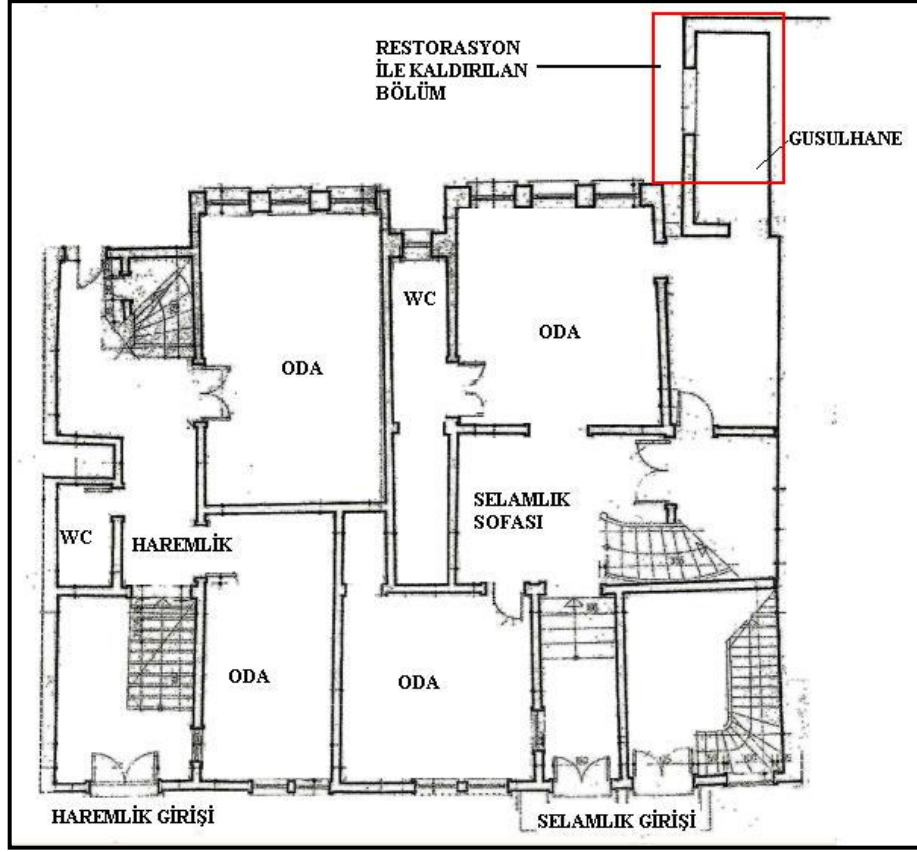 RESTORASYON
İLE KALDIRILAN
BÖLÜM
GUSULHANE
WC
ODA
ODA
SELAMLIK
SOFASI
WC
HAREMLİK
ODA
ODA
HAREMLİK GİRİŞİ
SELAMLIK GİRİŞİ